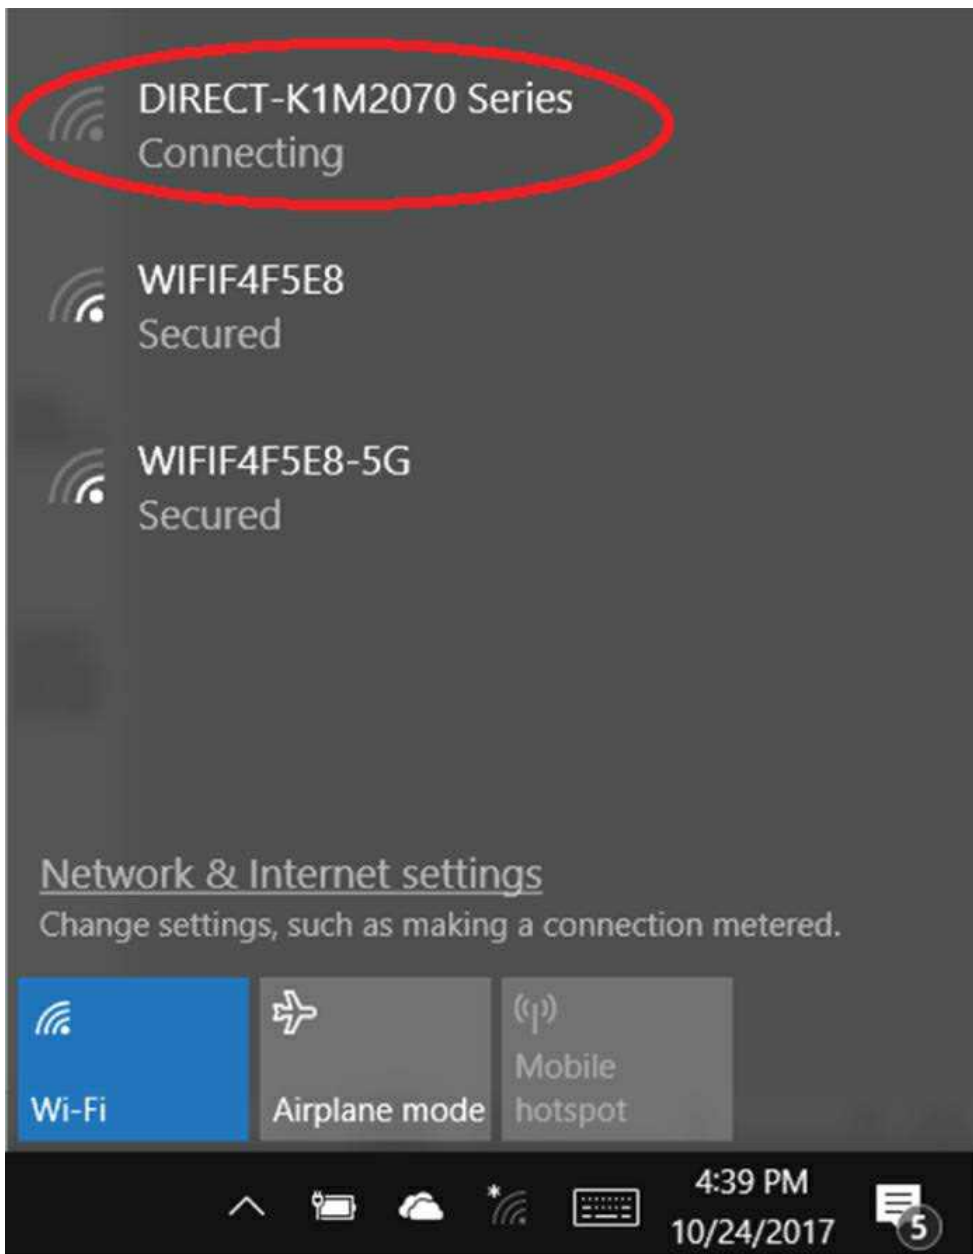 DIRECT-K1M2070 Series
Connecting
WIFIF4F5E8
Secured
WIFIF4F5E8-5G
Secured
Network & Internet settings
Change settings, such as making a connection metered.
Wi-Fi
Airplane mode
Mobile
hotspot
4:39 PM
10/24/2017
5